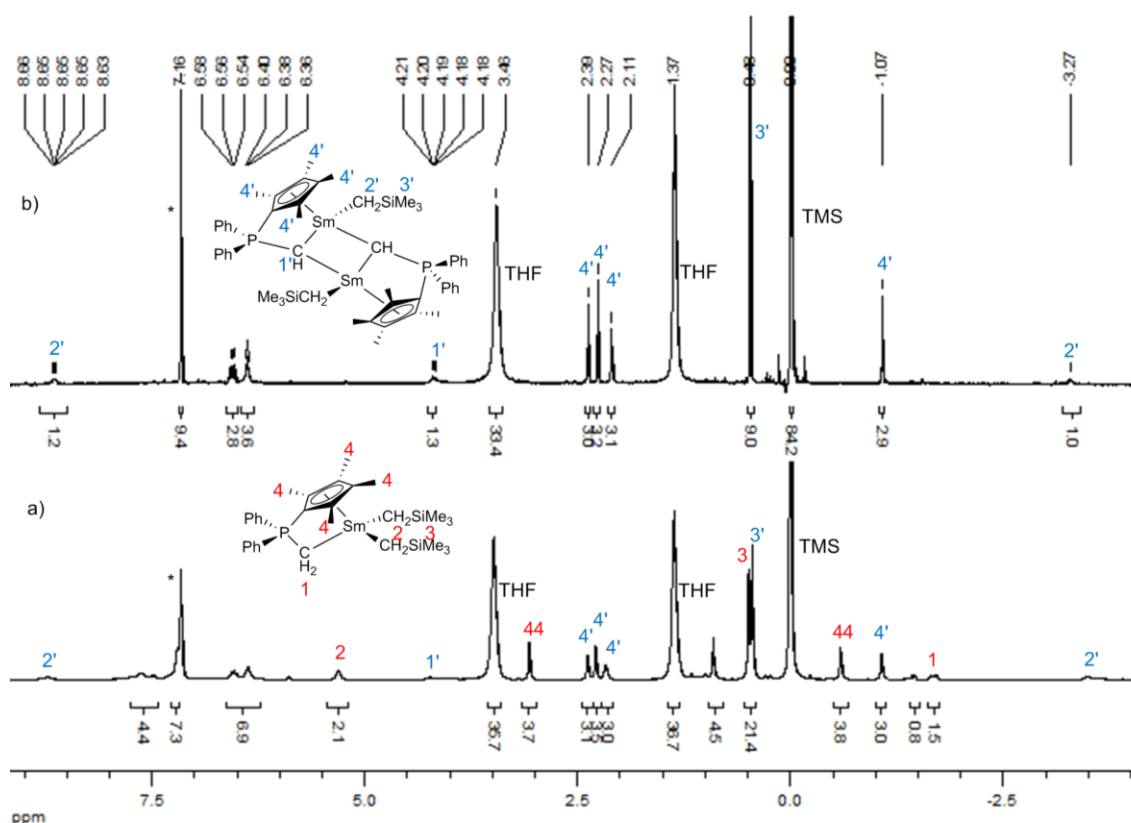 8.66 8.65 8.65 8.65 8.63 7.16 6.58 6.56 6.54 6.40 6.38 6.36 4.21 4.20 4.19 4.18 4.18 3.46 2.39 2.27 2.11 1.37 0.48 0.00 -1.07 -3.27
3'
4'
4'
4' 2' 3'
b)
CH2SiMe3
*
4' Sm
TMS
Ph P CH
Ph
CH Ph
1' P
Sm Ph
Me3SiCH2
THF
THF
4'
4' 4'
4'
2' 1' 2'
1.2 9.4 2.8 3.6 1.3 33.4 3.0 3.2 3.1 9.0 84.2 2.9 1.0
4
4 4
a)
Ph P 4 Sm CH2SiMe3
Ph 2 3
CH2SiMe3
CH2
1
*
TMS
3 3'
THF
THF
44 4' 4' 4' 44 4'
2' 2 1' 1 2'
4.4 7.3 6.9 2.1 35.7 3.7 3.1 3.0 36.7 4.5 21.4 3.8 3.0 0.8 1.5
7.5 5.0 2.5 0.0 -2.5
ppm